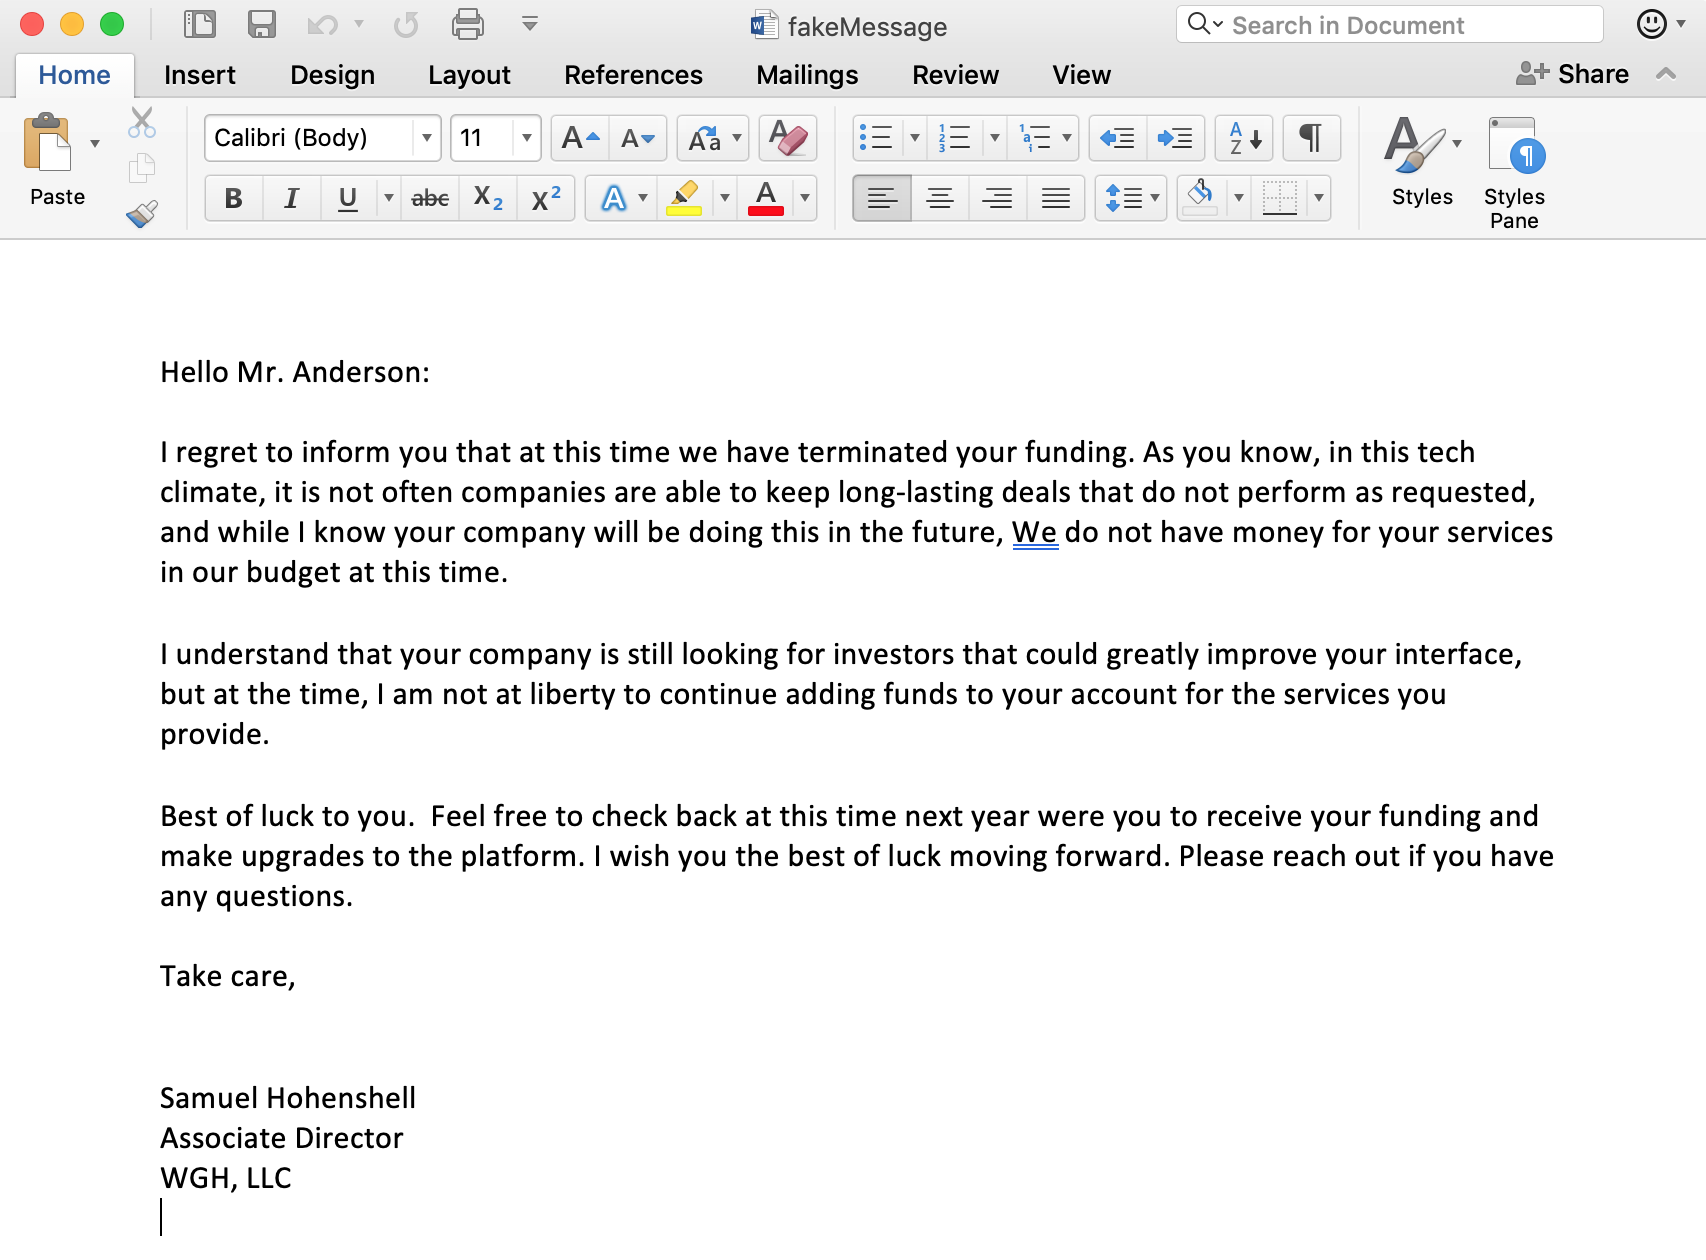 fakeMessage
Search in Document
Home Insert Design Layout References Mailings Review View Share
Paste
Calibri (Body) 11 A A Aa A
A Z ¶
B I U abc X2 X2 A A
Styles
Styles Pane
Hello Mr. Anderson:
I regret to inform you that at this time we have terminated your funding. As you know, in this tech
climate, it is not often companies are able to keep long-lasting deals that do not perform as requested,
and while I know your company will be doing this in the future, We do not have money for your services
in our budget at this time.
I understand that your company is still looking for investors that could greatly improve your interface,
but at the time, I am not at liberty to continue adding funds to your account for the services you
provide.
Best of luck to you.  Feel free to check back at this time next year were you to receive your funding and
make upgrades to the platform. I wish you the best of luck moving forward. Please reach out if you have
any questions.
Take care,
Samuel Hohenshell
Associate Director
WGH, LLC